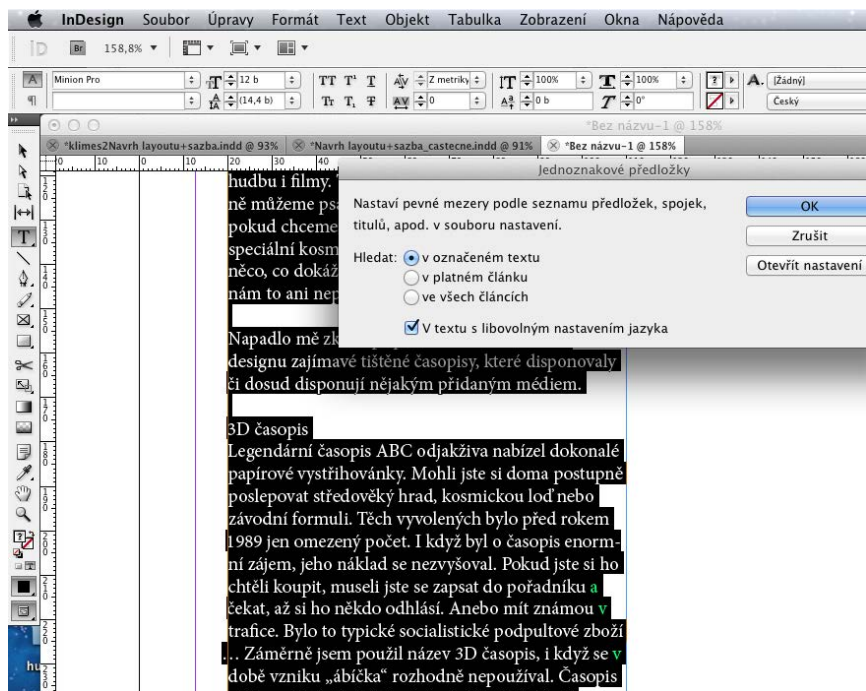 InDesign Soubor Úpravy Formát Text Objekt Tabulka Zobrazení Okna Nápověda
Br 158,8%
Minion Pro 12 b Z metriky 100% 100% [Žádný]
(14,4 b) 0 0 b 0° Český
*Bez názvu-1 @ 158%
*klimes2Navrh layoutu+sazba.indd @ 93% *Navrh layoutu+sazba_castecne.indd @ 91% *Bez názvu-1 @ 158%
Jednoznakové předložky
Nastaví pevné mezery podle seznamu předložek, spojek,
titulů, apod. v souboru nastavení.
Hledat: v označeném textu
v platném článku
ve všech článcích
V textu s libovolným nastavením jazyka
OK
Zrušit
Otevřít nastavení
hudbu i filmy.
ně můžeme
pokud chceme
speciální
něco, co
nám to ani
Napadlo mě
designu zajímavé tištěné časopisy, které disponovaly
či dosud disponují nějakým přidaným médiem.
3D časopis
Legendární časopis ABC odjakživa nabízel dokonalé
papírové vystřihovánky. Mohli jste si doma postupně
poslepovat středověký hrad, kosmickou loď nebo
závodní formuli. Těch vyvolených bylo před rokem
1989 jen omezený počet. I když byl o časopis enorm-
ní zájem, jeho náklad se nezvyšoval. Pokud jste si ho
chtěli koupit, museli jste se zapsat do pořadníku a
čekat, až si ho někdo odhlásí. Anebo mít známou v
trafice. Bylo to typické socialistické podpultové zboží
… Záměrně jsem použil název 3D časopis, i když se v
době vzniku „ábíčka“ rozhodně nepoužíval. Časopis